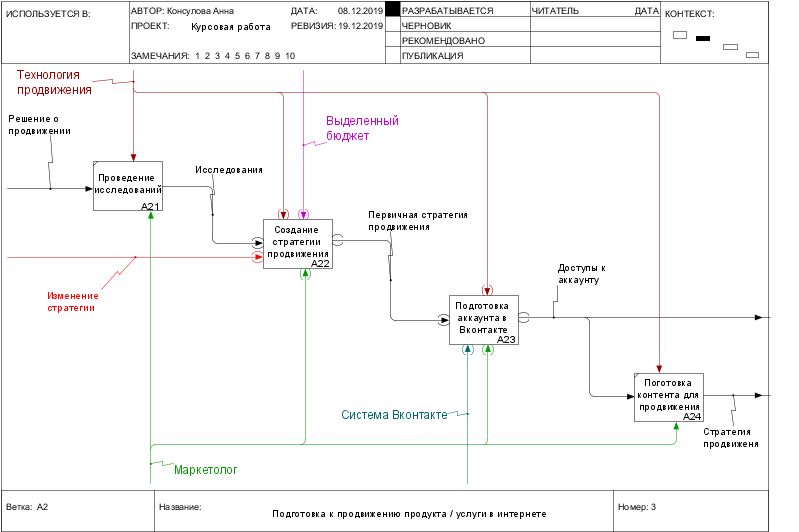 ИСПОЛЬЗУЕТСЯ В:
АВТОР: Консулова Анна
ДАТА: 08.12.2019
РАЗРАБАТЫВАЕТСЯ
ЧИТАТЕЛЬ
ДАТА
КОНТЕКСТ:
ПРОЕКТ: Курсовая работа
РЕВИЗИЯ: 19.12.2019
ЧЕРНОВИК
РЕКОМЕНДОВАНО
ЗАМЕЧАНИЯ: 1 2 3 4 5 6 7 8 9 10
ПУБЛИКАЦИЯ
Технология
продвижения
Решение о
продвижении
Выделенный
бюджет
Проведение
исследований
A21
Исследования
Первичная стратегия
продвижения
Создание
стратегии
продвижения
A22
Изменение
стратегии
Доступы к
аккаунту
Подготовка
аккаунта в
Вконтакте
A23
Поготовка
контента для
продвижения
A24
Система Вконтакте
Стратегия
продвиженя
Маркетолог
Ветка: A2
Название:
Подготовка к продвижению продукта / услуги в интернете
Номер: 3